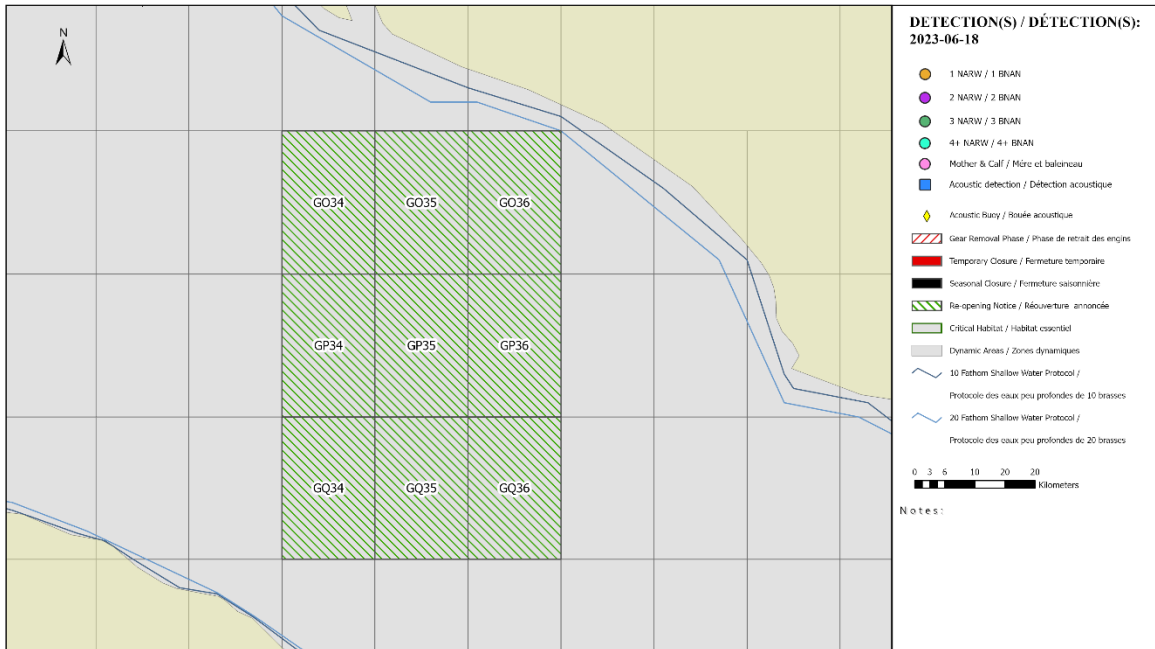 N
GO34 GO35 GO36
GP34 GP35 GP36
GQ34 GQ35 GQ36
DETECTION(S) / DÉTECTION(S):
2023-06-18
1 NARW / 1 BNAN
2 NARW / 2 BNAN
3 NARW / 3 BNAN
4+ NARW / 4+ BNAN
Mother & Calf / Mère et baleineau
Acoustic detection / Détection acoustique
Acoustic Buoy / Bouée acoustique
Gear Removal Phase / Phase de retrait des engins
Temporary Closure / Fermeture temporaire
Seasonal Closure / Fermeture saisonnière
Re-opening Notice / Réouverture annoncée
Critical Habitat / Habitat essentiel
Dynamic Areas / Zones dynamiques
10 Fathom Shallow Water Protocol /
Protocole des eaux peu profondes de 10 brasses
20 Fathom Shallow Water Protocol /
Protocole des eaux peu profondes de 20 brasses
0 3 6 10 20 20
Kilometers
Notes: